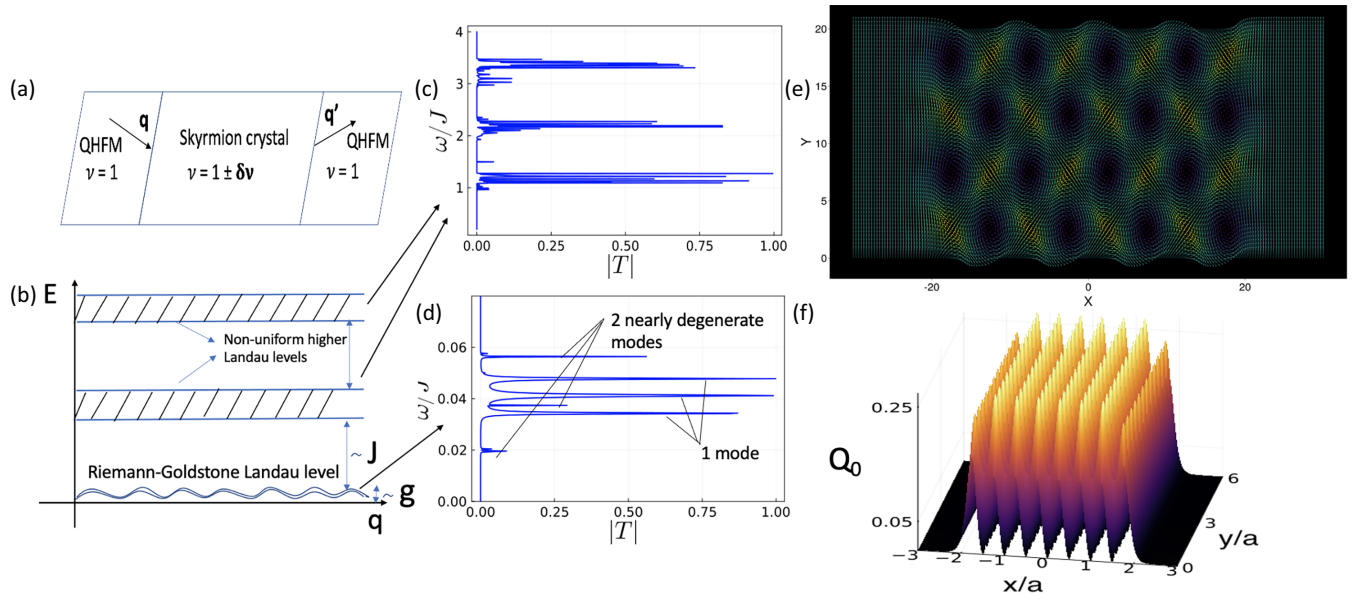 (a)
QHFM
ν = 1
q
Skyrmion crystal
ν = 1 ± δν
q’
QHFM
ν = 1
(b)
E
Non-uniform higher
Landau levels
~ J
Riemann-Goldstone Landau level
~ g
q
(c)
ω/J
4
3
2
1
0.00 0.25 0.50 0.75 1.00
|T|
(d)
ω/J
0.06
0.04
0.02
0.00
2 nearly degenerate
modes
1 mode
0.00 0.25 0.50 0.75 1.00
|T|
(e)
Y
20
15
10
5
0
-20 0 20
X
(f)
Q₀
0.25
0.05
−3 −2 −1 0 1 2 3
x/a
0 3 6
y/a